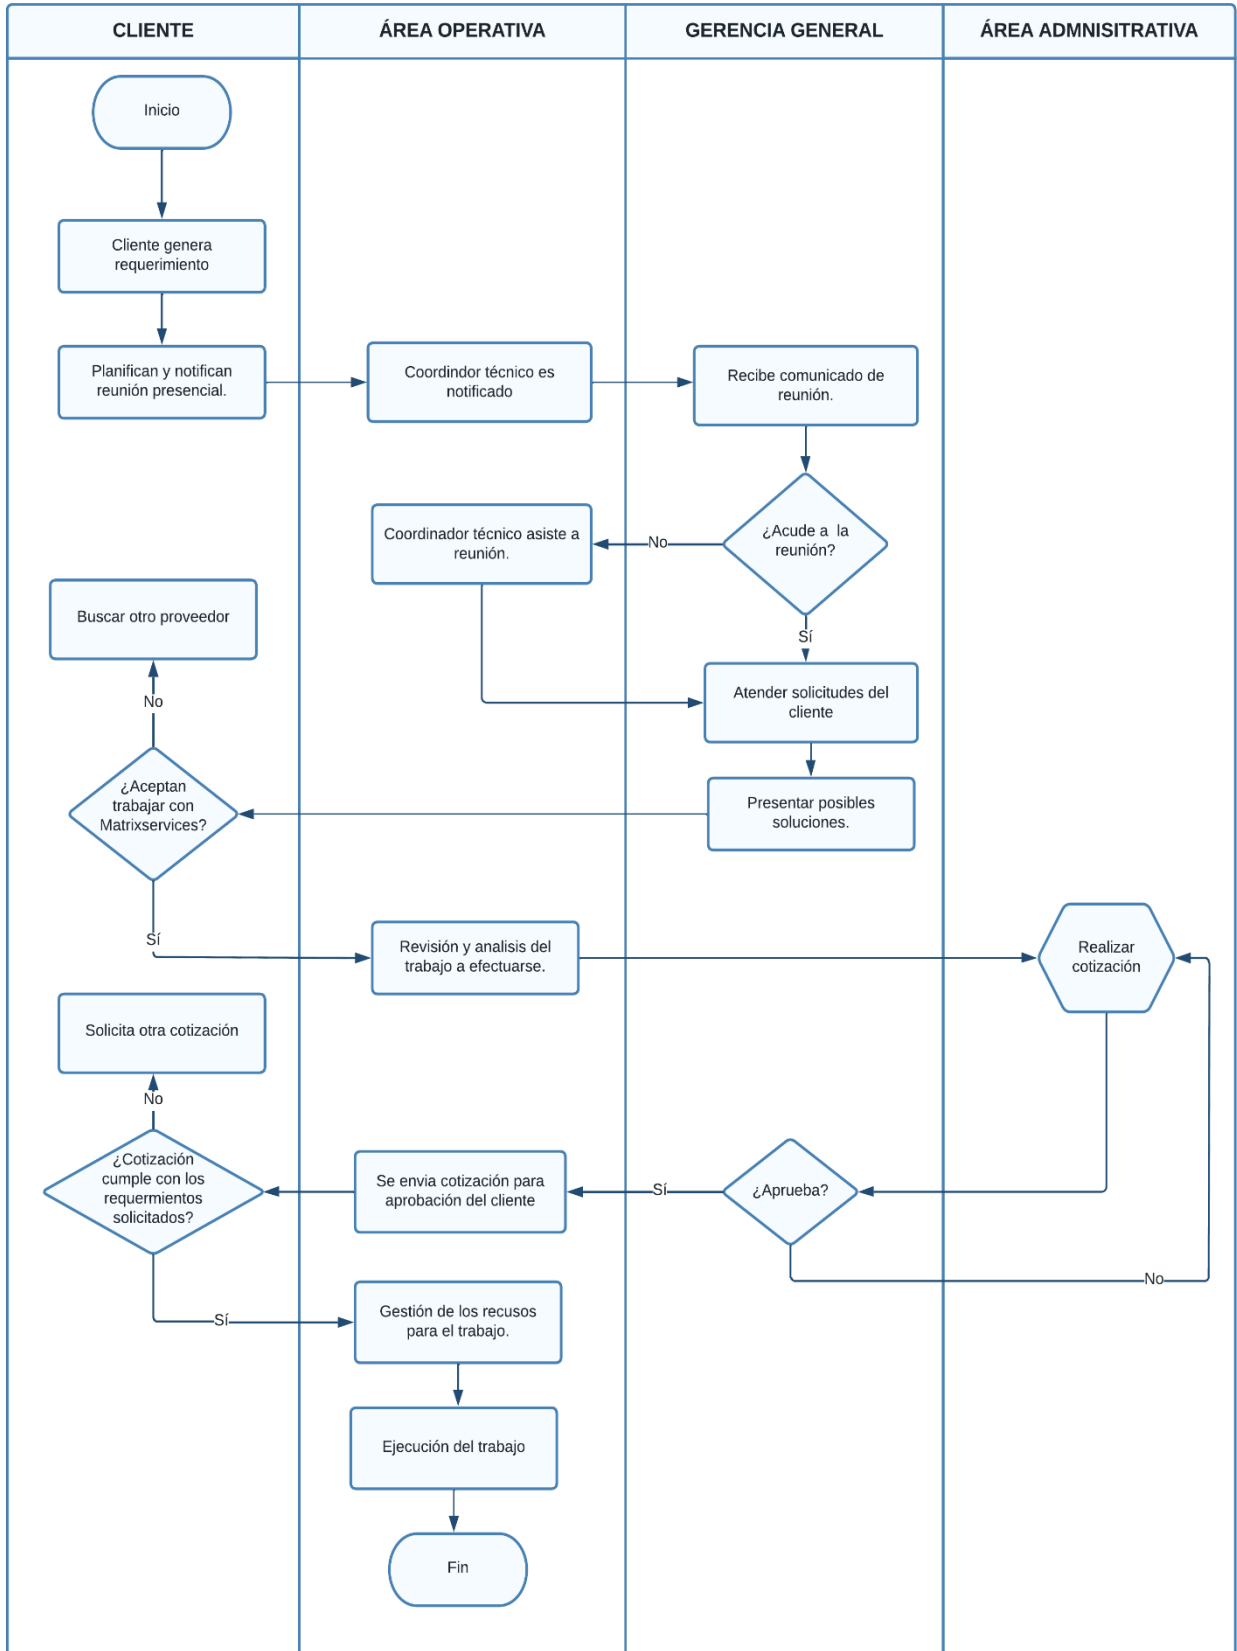 CLIENTE
ÁREA OPERATIVA
GERENCIA GENERAL
ÁREA ADMNISITRATIVA
Inicio
Cliente genera
requerimiento
Planifican y notifican
reunión presencial.
Coordindor técnico es
notificado
Recibe comunicado de
reunión.
¿Acude a la
reunión?
No
Coordinador técnico asiste a
reunión.
Sí
Buscar otro proveedor
Atender solicitudes del
cliente
No
¿Aceptan
trabajar con
Matrixservices?
Presentar posibles
soluciones.
Sí
Revisión y analisis del
trabajo a efectuarse.
Realizar
cotización
Solicita otra cotización
No
¿Cotización
cumple con los
requermientos
solicitados?
Se envia cotización para
aprobación del cliente
Sí
¿Aprueba?
No
Sí
Gestión de los recusos
para el trabajo.
Ejecución del trabajo
Fin